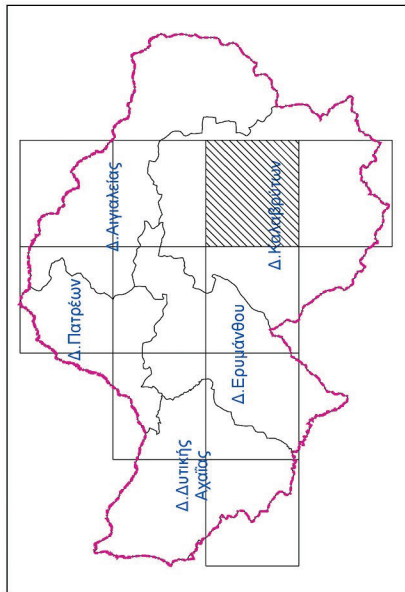 Δ.Πατρέων
Δ.Αιγιαλείας
Δ.Δυτικής
Αχαΐας
Δ.Ερυμάνθου
Δ.Καλαβρύτων